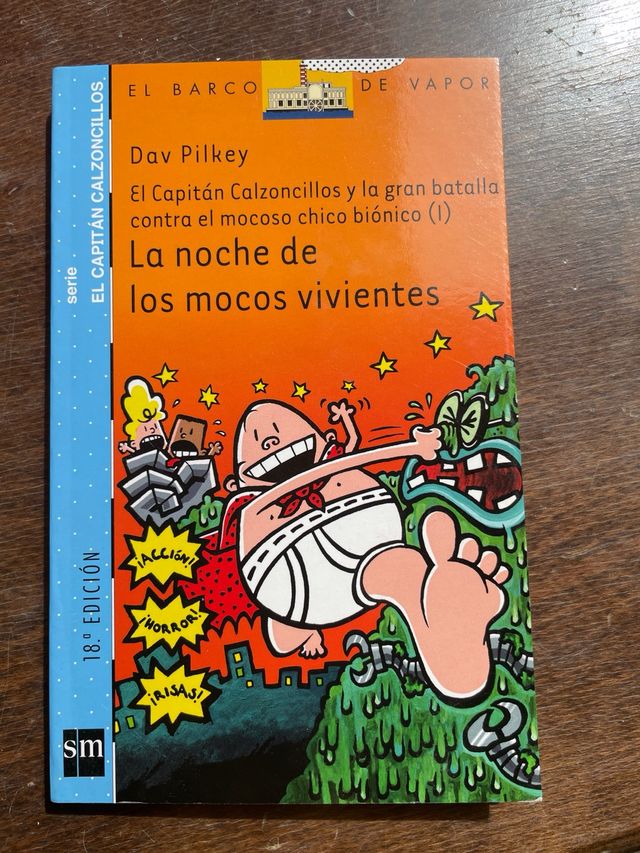 EL BARCO DE VAPOR
Dav Pilkey
El Capitán Calzoncillos y la gran batalla
contra el mocoso chico biónico (I)
La noche de
los mocos vivientes
serie
EL CAPITÁN CALZONCILLOS
¡ACCIÓN!
¡HORROR!
¡RISAS!
18.ª EDICIÓN
sm